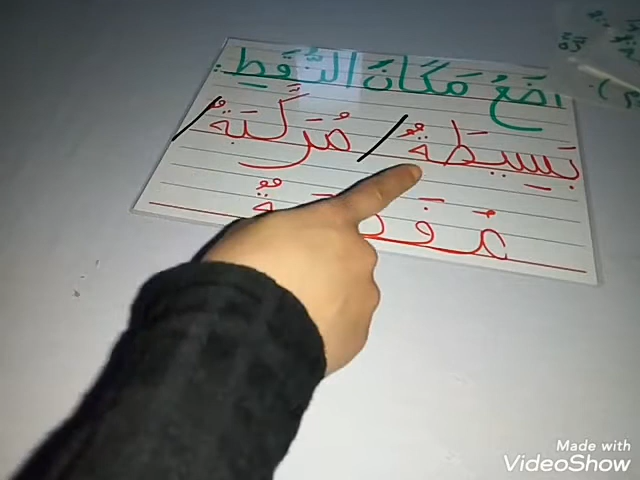 أَضَعُ مَكَانَ النُّقَطِ:
بَسِيطَةٌ / مُرَكَّبَةٌ /
Made with
VideoShow